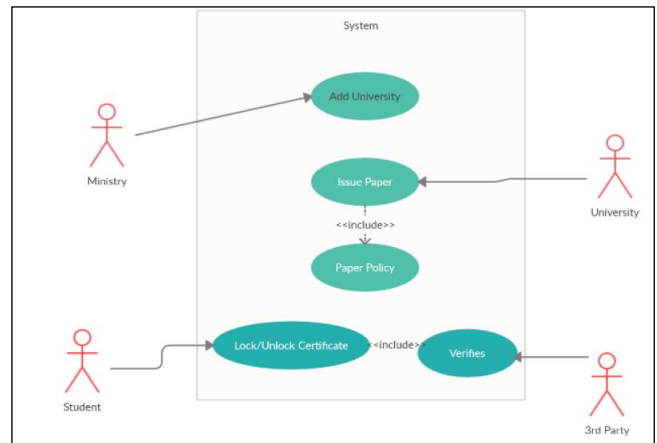 System
Add University
Ministry
Issue Paper
University
<<include>>
Paper Policy
Lock/Unlock Certificate
<<include>>
Verifies
Student
3rd Party